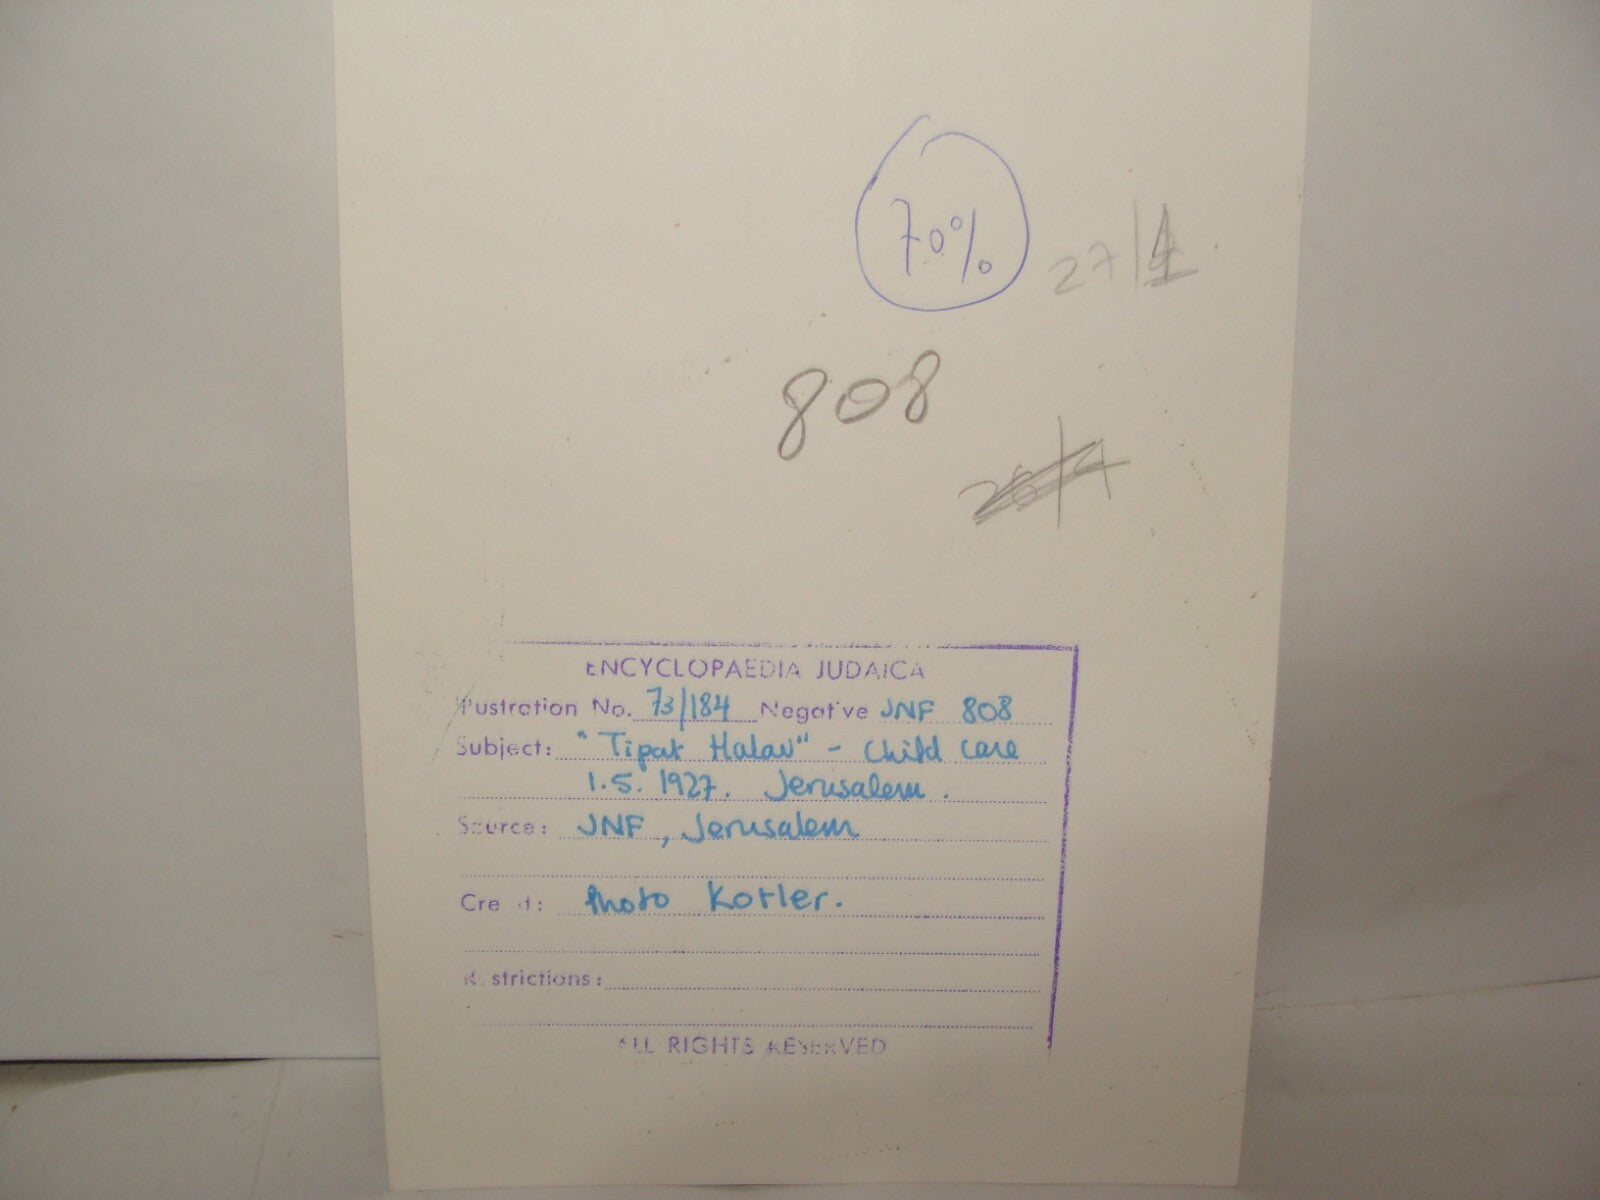 70%
27/4
808
26/4
ENCYCLOPAEDIA JUDAICA
Illustration No. 73/184 Negative JNF 808
Subject: "Tipat Halav" - Child care
1.5. 1927. Jerusalem.
Source: JNF, Jerusalem
Credit: Photo Kotler.
Restrictions:
ALL RIGHTS RESERVED